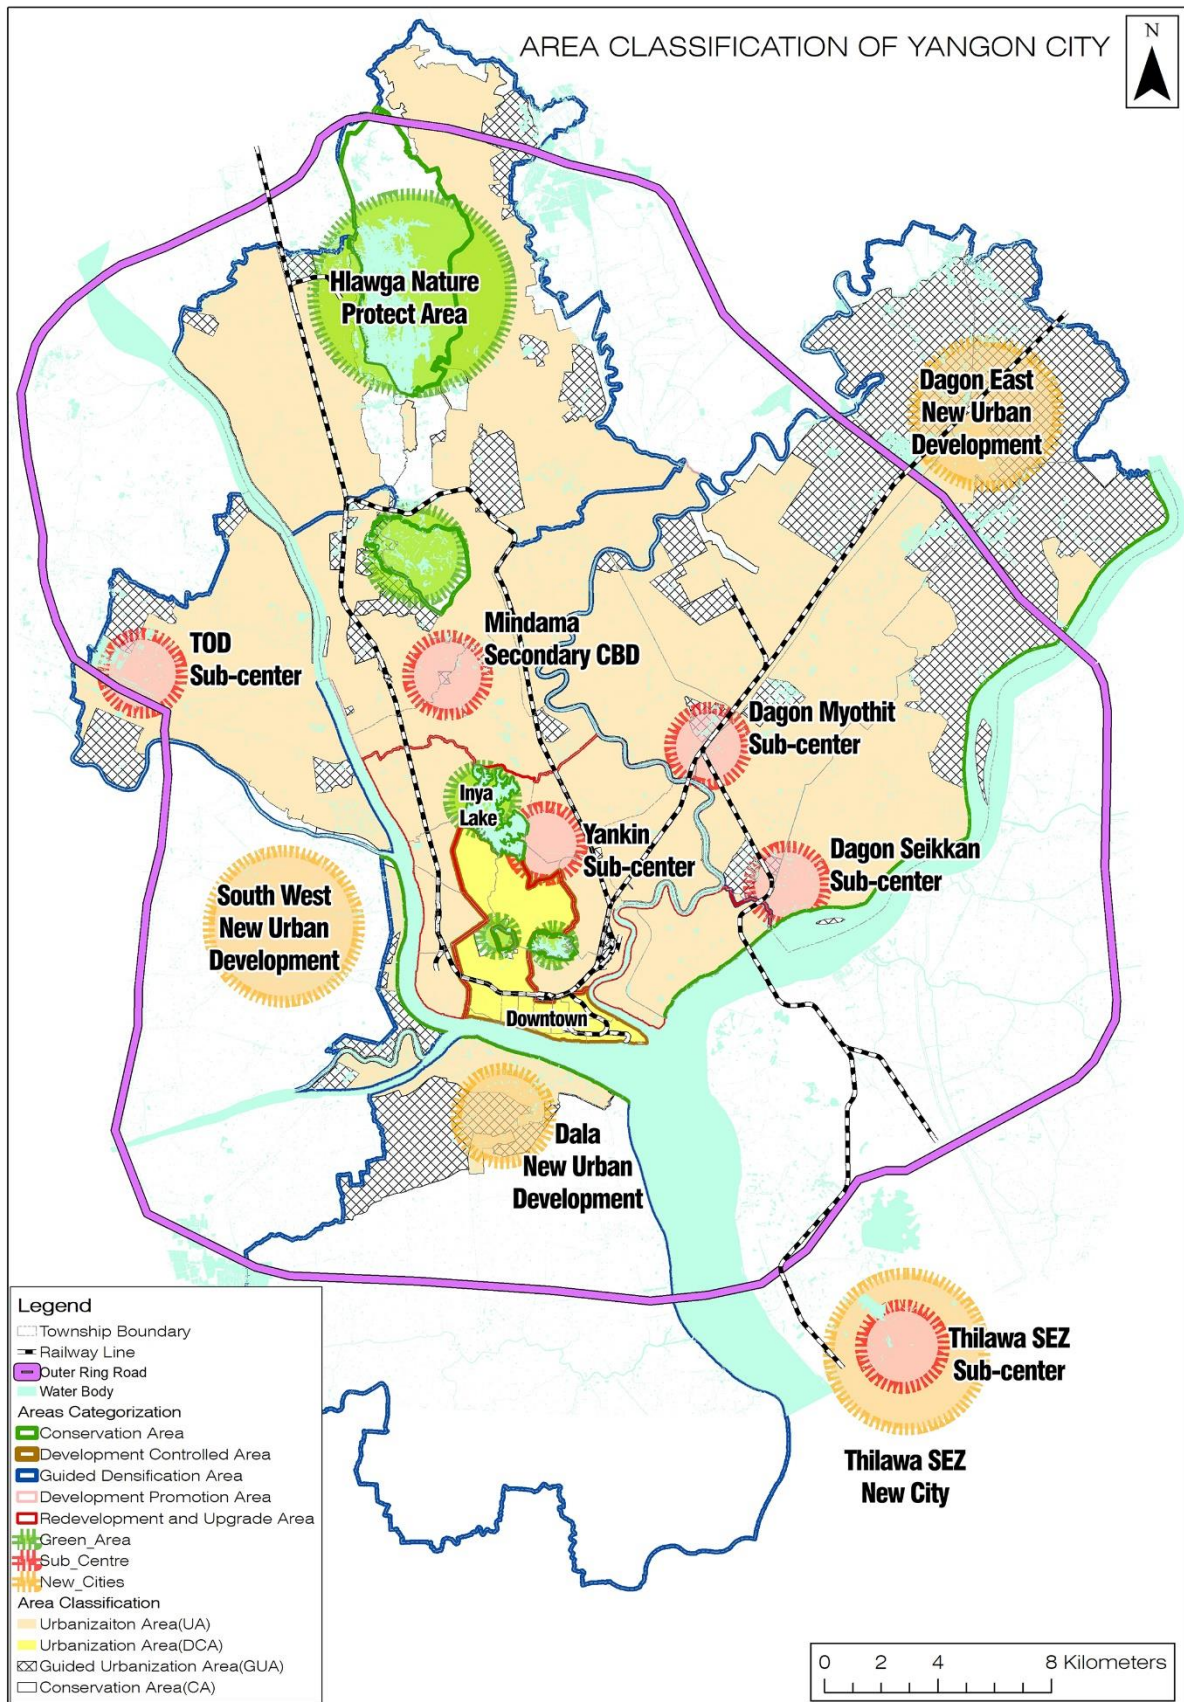 AREA CLASSIFICATION OF YANGON CITY
N
Hlawga Nature
Protect Area
Dagon East
New Urban
Development
TOD
Sub-center
Mindama
Secondary CBD
Dagon Myothit
Sub-center
Inya
Lake
Yankin
Sub-center
Dagon Seikkan
Sub-center
South West
New Urban
Development
Downtown
Dala
New Urban
Development
Thilawa SEZ
Sub-center
Thilawa SEZ
New City
Legend
Township Boundary
Railway Line
Outer Ring Road
Water Body
Areas Categorization
Conservation Area
Development Controlled Area
Guided Densification Area
Development Promotion Area
Redevelopment and Upgrade Area
Green_Area
Sub_Centre
New_Cities
Area Classification
Urbanizaiton Area(UA)
Urbanization Area(DCA)
Guided Urbanization Area(GUA)
Conservation Area(CA)
0 2 4 8 Kilometers